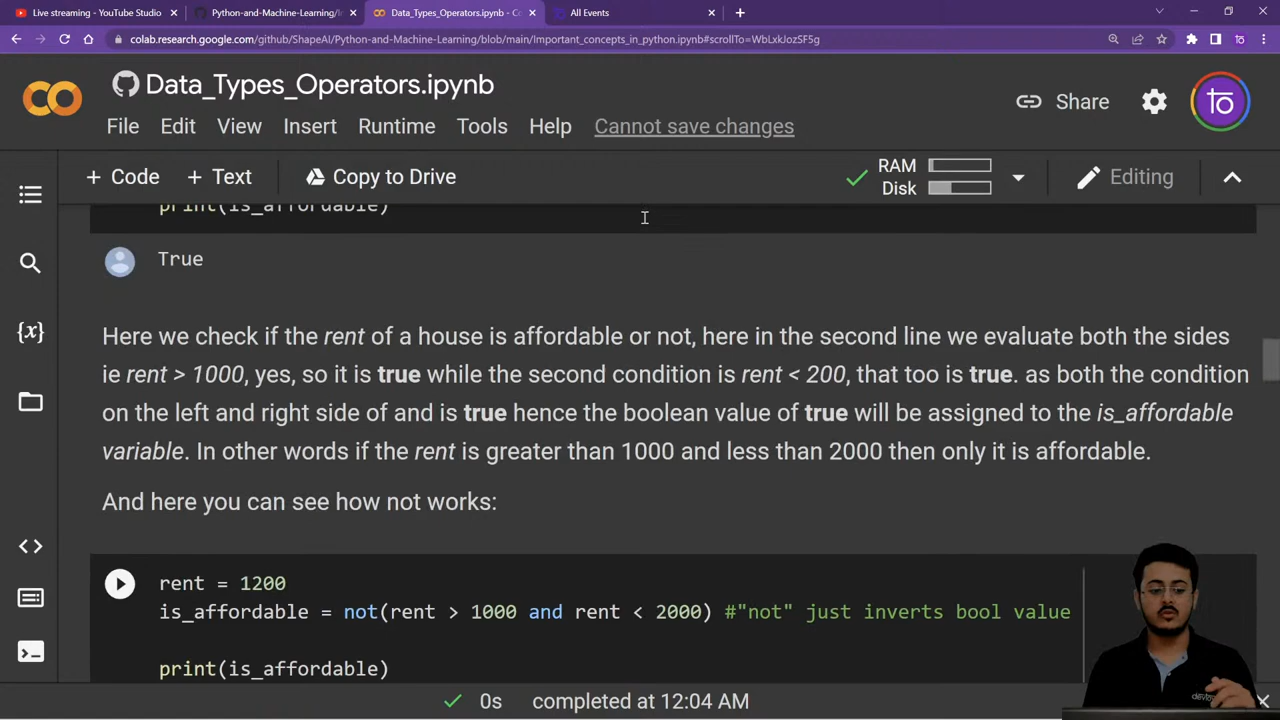 Live streaming - YouTube Studio
Python-and-Machine-Learning/I
Data_Types_Operators.ipynb - Co
All Events
colab.research.google.com/github/ShapeAI/Python-and-Machine-Learning/blob/main/Important_concepts_in_python.ipynb#scrollTo=WbLxkJozSF5g
Data_Types_Operators.ipynb
Share
File Edit View Insert Runtime Tools Help Cannot save changes
+ Code + Text Copy to Drive
RAM
Disk
Editing
print(is_affordable)
True
Here we check if the rent of a house is affordable or not, here in the second line we evaluate both the sides
ie rent > 1000, yes, so it is true while the second condition is rent < 200, that too is true. as both the condition
on the left and right side of and is true hence the boolean value of true will be assigned to the is_affordable
variable. In other words if the rent is greater than 1000 and less than 2000 then only it is affordable.
And here you can see how not works:
rent = 1200
is_affordable = not(rent > 1000 and rent < 2000) #"not" just inverts bool value
print(is_affordable)
0s completed at 12:04 AM